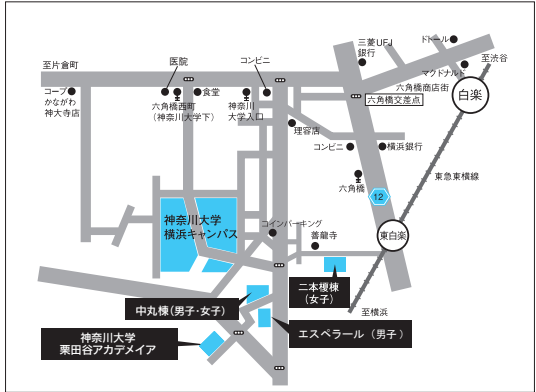 ドトール
三菱UFJ
銀行
至渋谷
コンビニ
医院
マクドナルド
至片倉町
六角橋商店街
白楽
コープ
かながわ
神大寺店
六角橋西町
(神奈川大学下)
食堂
神奈川
大学入口
六角橋交差点
理容店
コンビニ
横浜銀行
東急東横線
六角橋
12
神奈川大学
横浜キャンパス
コインパーキング
善龍寺
東白楽
二本榎棟
(女子)
中丸棟(男子・女子)
至横浜
エスペラール(男子)
神奈川大学
栗田谷アカデメイア